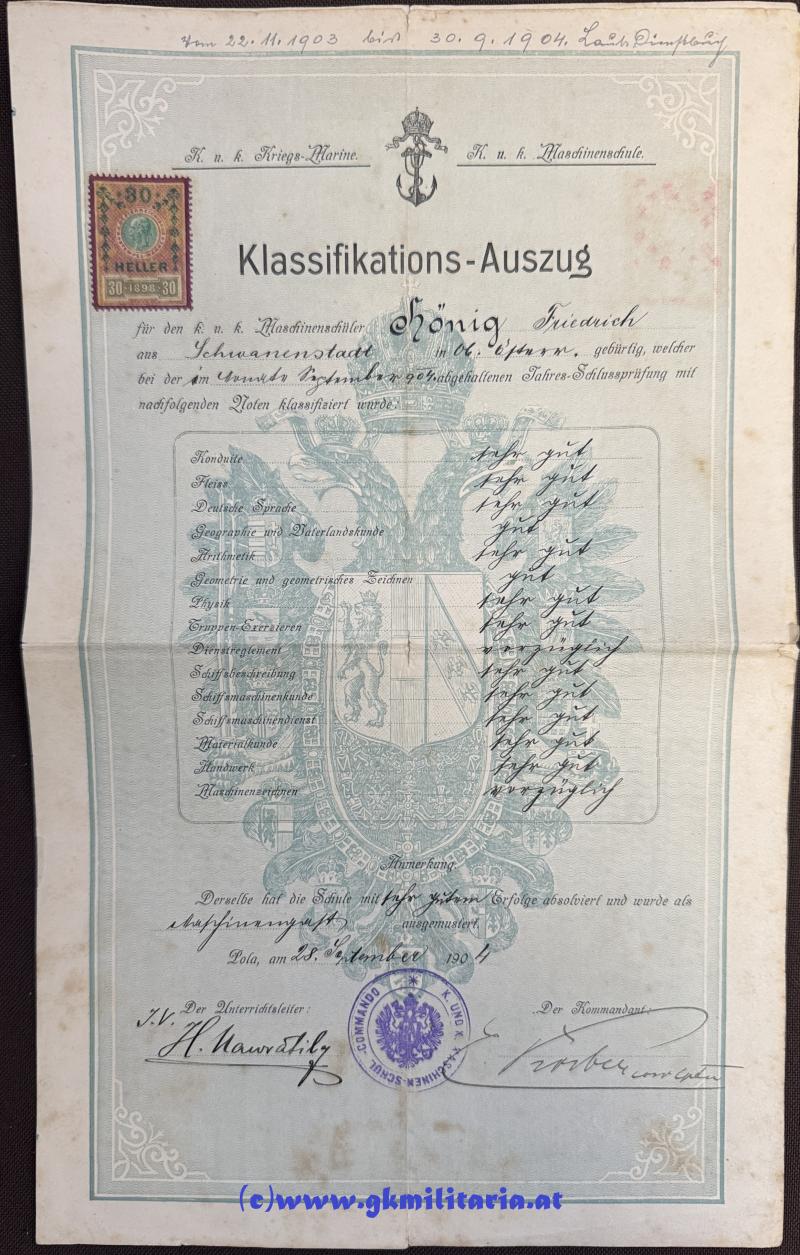 Vom 22.11.1903 bis 30.9.1904. Laut Dienstbuch
K. u. k. Kriegs-Marine. K. u. k. Maschinenschule.
30
HELLER
30 1898 30
Klassifikations-Auszug
für den k. u. k. Maschinenschüler König Friedrich
aus Schwanenstadt in Ob. Österr. gebürtig, welcher
bei der im Monate September 904 abgehaltenen Jahres-Schlussprüfung mit
nachfolgenden Noten klassifiziert wurde:
Konduite sehr gut
Fleiss sehr gut
Deutsche Sprache sehr gut
Geographie und Vaterlandskunde gut
Arithmetik sehr gut
Geometrie und geometrisches Zeichnen gut
Physik sehr gut
Truppen-Exerzieren sehr gut
Dienstreglement vorzüglich
Schiffsbeschreibung sehr gut
Schiffsmaschinenkunde sehr gut
Schiffsmaschinendienst sehr gut
Materialkunde sehr gut
Handwerk sehr gut
Maschinenzeichnen vorzüglich
Anmerkung.
Derselbe hat die Schule mit sehr gutem Erfolge absolviert und wurde als
Maschinengast ausgemustert.
Pola, am 28. September 1904
Der Unterrichtsleiter: Der Kommandant:
I.V. H. Nawratily
K. UND K. MASCHINEN-SCHUL-COMMANDO
(c)www.gkmilitaria.at